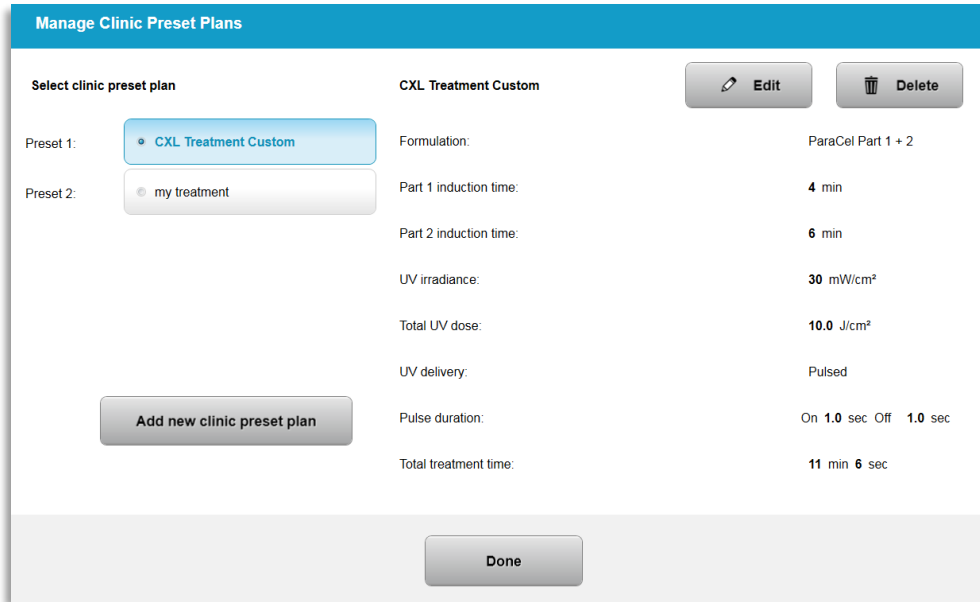 Manage Clinic Preset Plans
Select clinic preset plan
Preset 1: CXL Treatment Custom
Preset 2: my treatment
Add new clinic preset plan
CXL Treatment Custom Edit Delete
Formulation: ParaCel Part 1 + 2
Part 1 induction time: 4 min
Part 2 induction time: 6 min
UV irradiance: 30 mW/cm²
Total UV dose: 10.0 J/cm²
UV delivery: Pulsed
Pulse duration: On 1.0 sec Off 1.0 sec
Total treatment time: 11 min 6 sec
Done